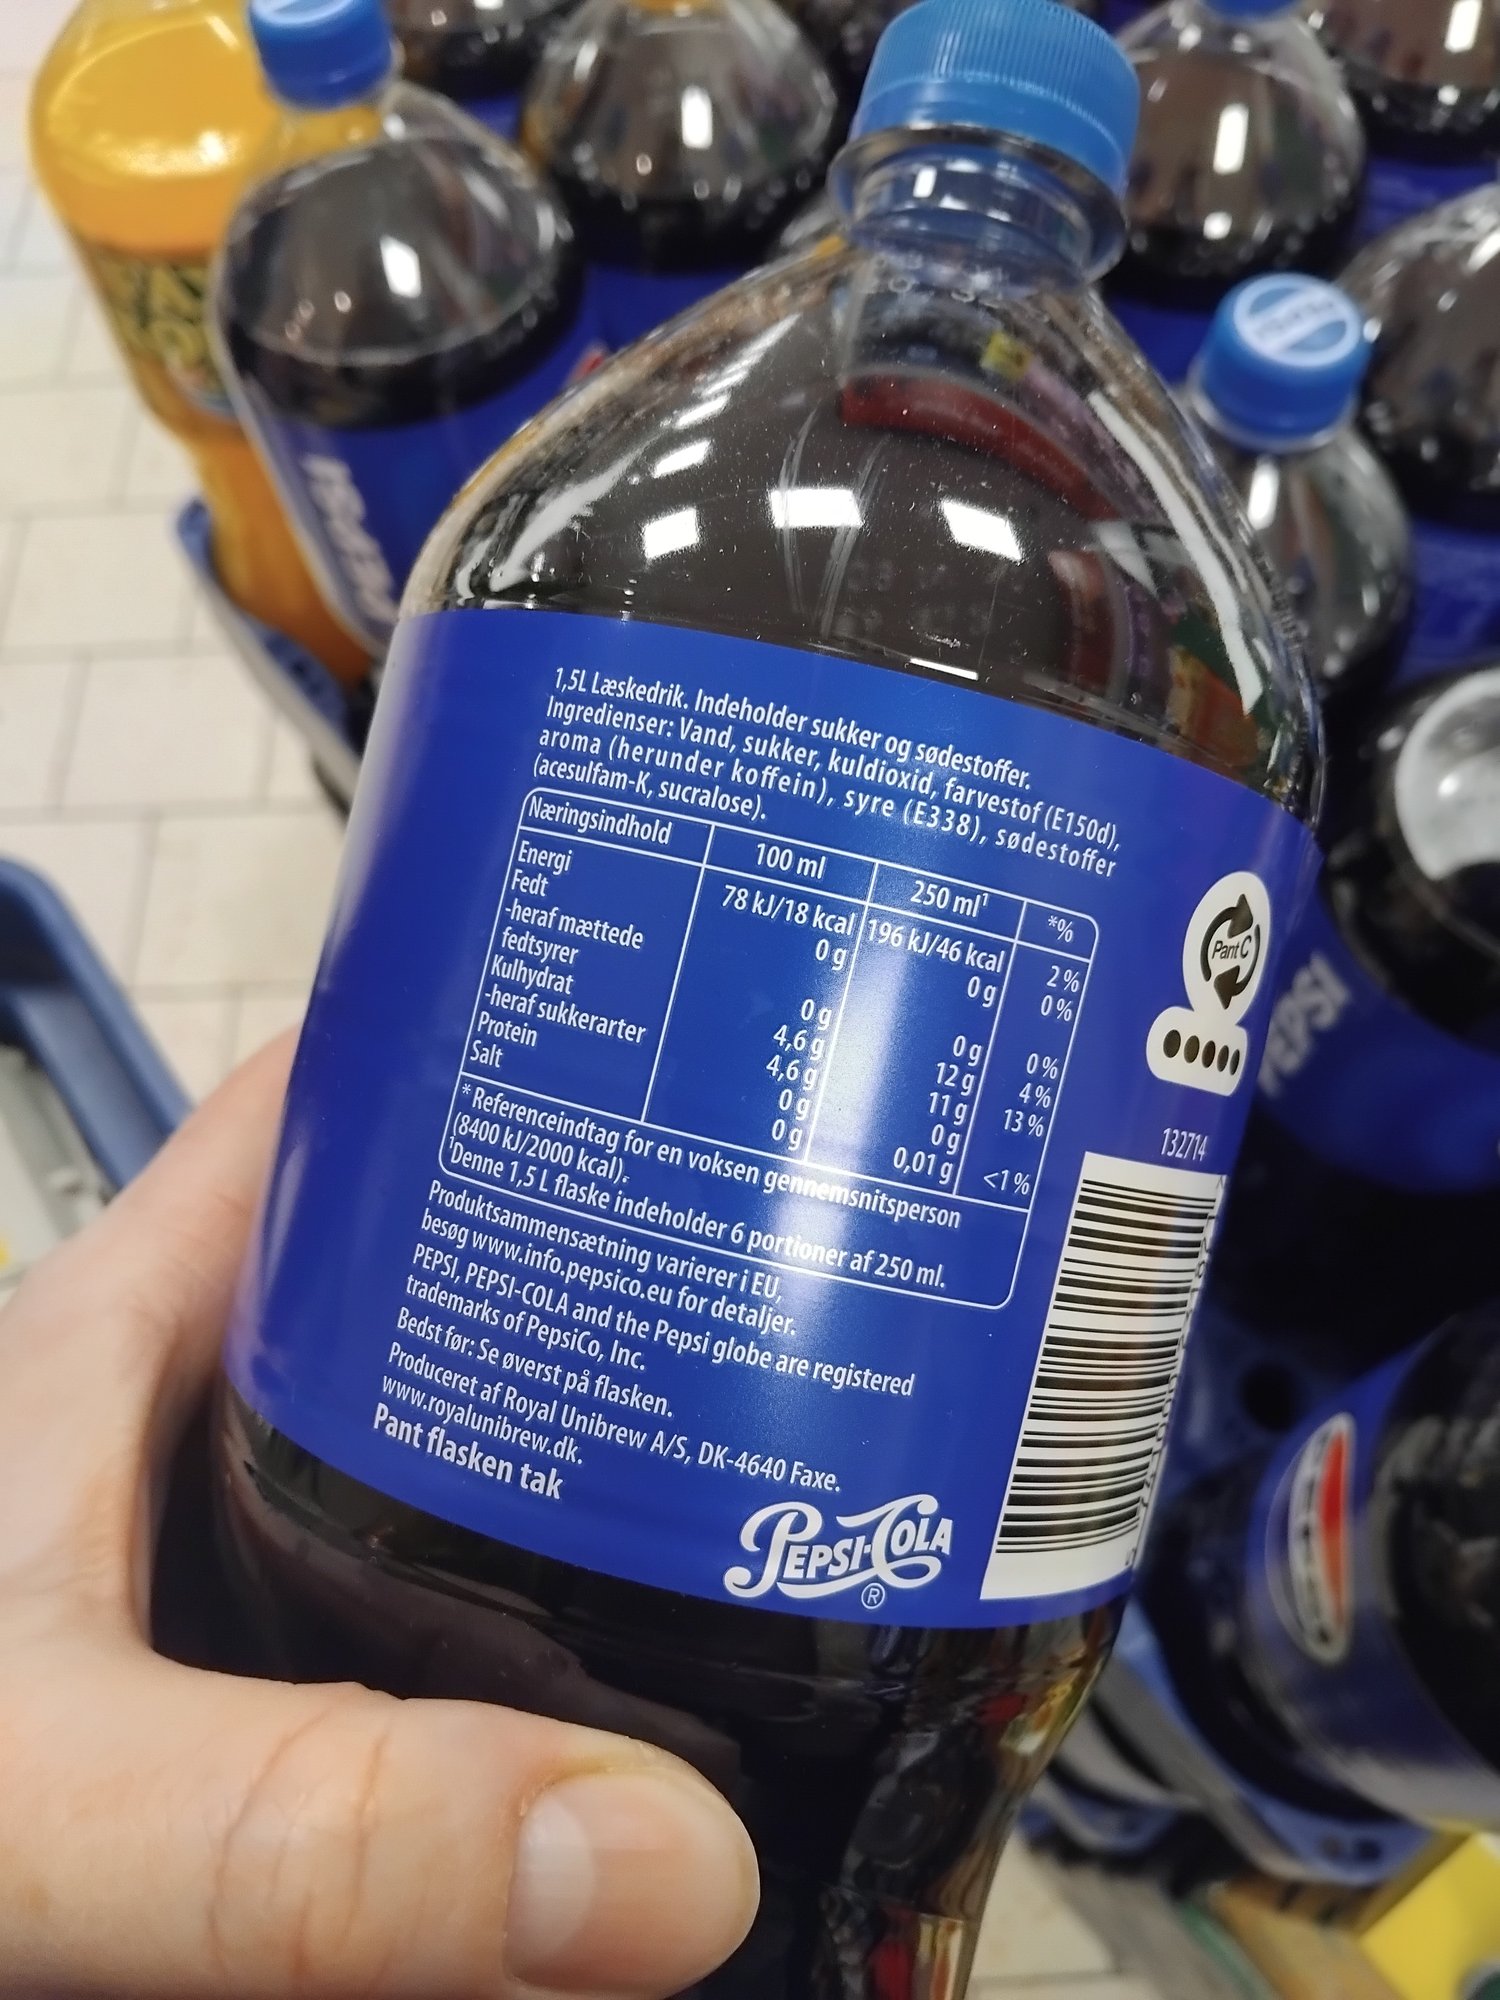 1,5L Læskedrik. Indeholder sukker og sødestoffer.
Ingredienser: Vand, sukker, kuldioxid, farvestof (E150d),
aroma (herunder koffein), syre (E338), sødestoffer
(acesulfam-K, sucralose).
Næringsindhold 100 ml 250 ml¹ *%
Energi 78 kJ/18 kcal 196 kJ/46 kcal 2 %
Fedt 0 g 0 g 0 %
-heraf mættede
fedtsyrer 0 g 0 g 0 %
Kulhydrat 4,6 g 12 g 4 %
-heraf sukkerarter 4,6 g 11 g 13 %
Protein 0 g 0 g
Salt 0 g 0,01 g <1 %
* Referenceindtag for en voksen gennemsnitsperson
(8400 kJ/2000 kcal).
¹Denne 1,5 L flaske indeholder 6 portioner af 250 ml.
Produktsammensætning varierer i EU,
besøg www.info.pepsico.eu for detaljer.
PEPSI, PEPSI-COLA and the Pepsi globe are registered
trademarks of PepsiCo, Inc.
Bedst før: Se øverst på flasken.
Produceret af Royal Unibrew A/S, DK-4640 Faxe.
www.royalunibrew.dk.
Pant flasken tak
PEPSI-COLA
®
Pant C
132714
PEPSI
PEPSI